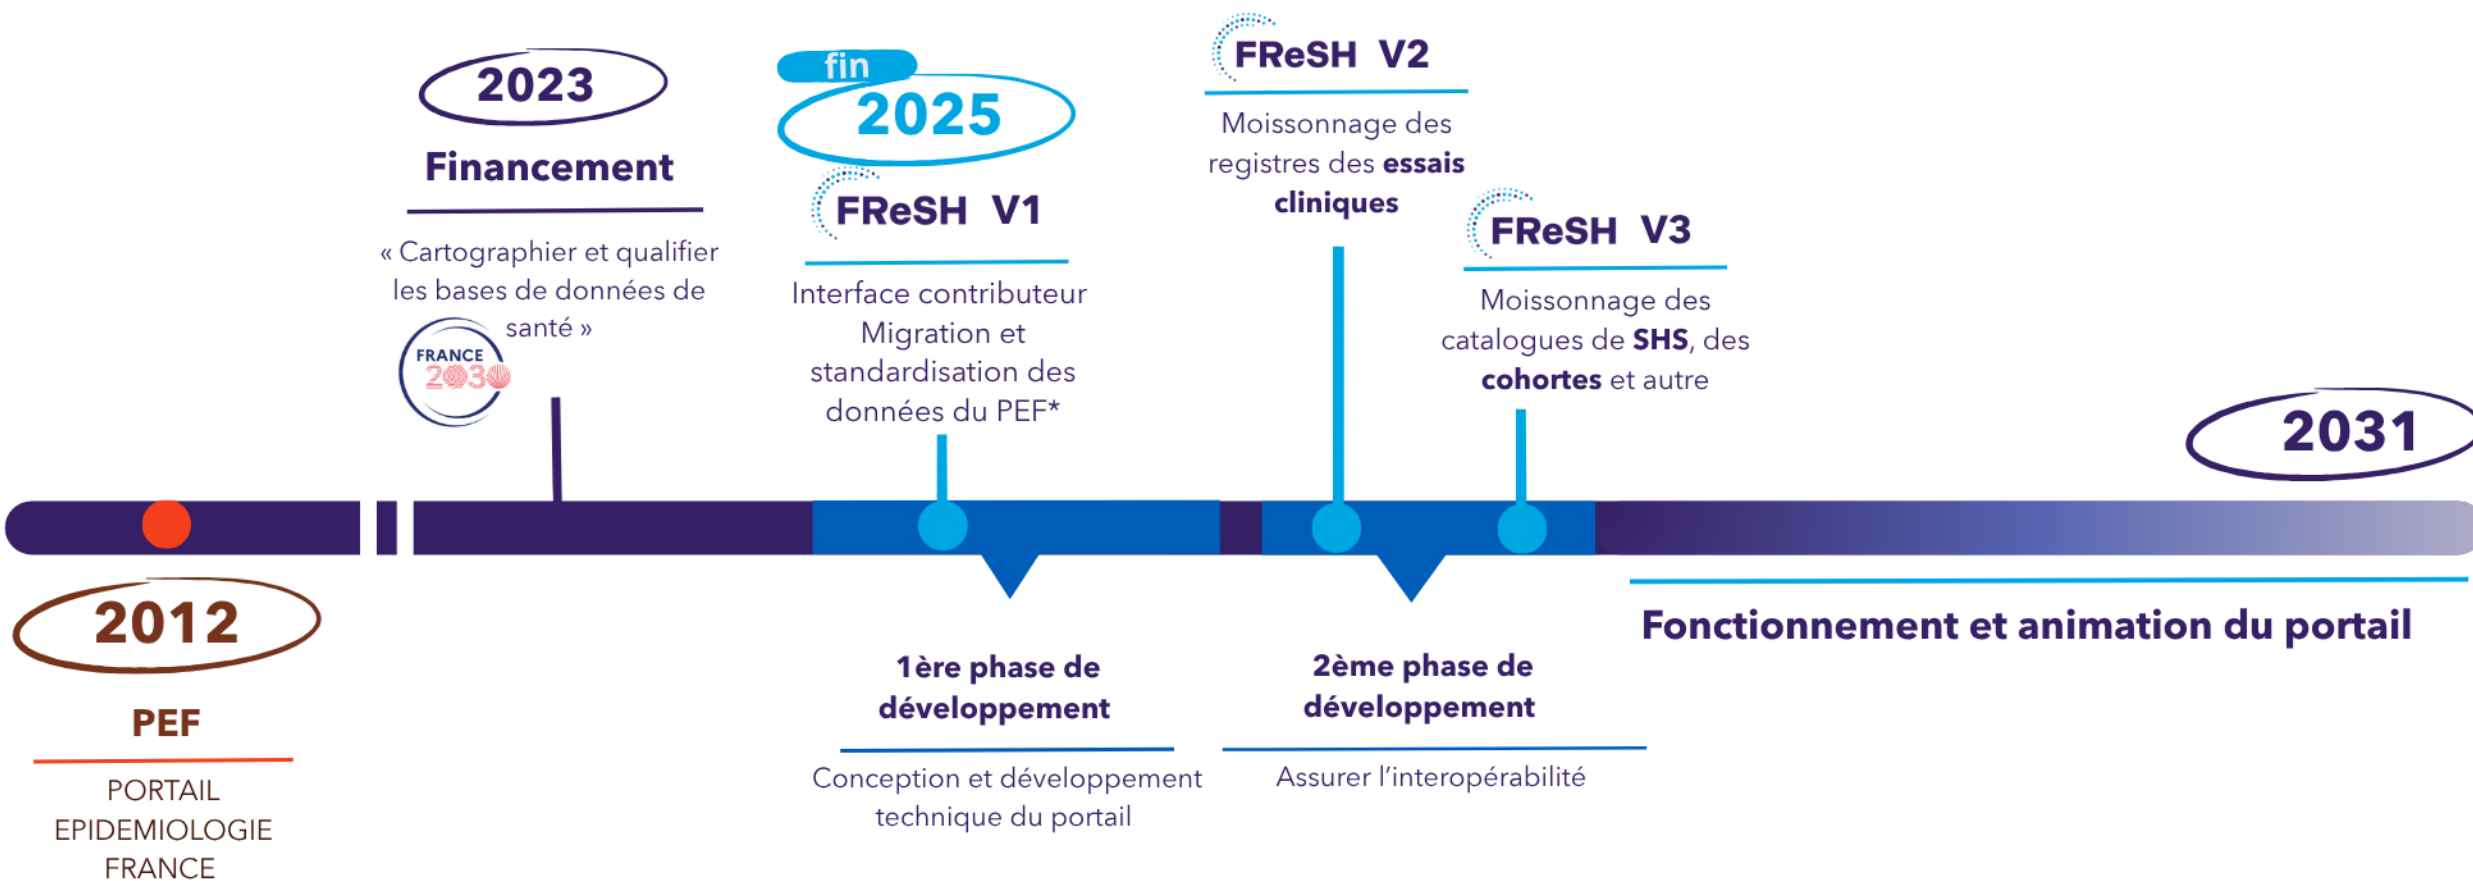 2023
Financement
« Cartographier et qualifier
les bases de données de
santé »
FRANCE
2030
fin
2025
FReSH V1
Interface contributeur
Migration et
standardisation des
données du PEF*
FReSH V2
Moissonnage des
registres des essais
cliniques
FReSH V3
Moissonnage des
catalogues de SHS, des
cohortes et autre
2031
2012
PEF
PORTAIL
EPIDEMIOLOGIE
FRANCE
1ère phase de
développement
Conception et développement
technique du portail
2ème phase de
développement
Assurer l'interopérabilité
Fonctionnement et animation du portail